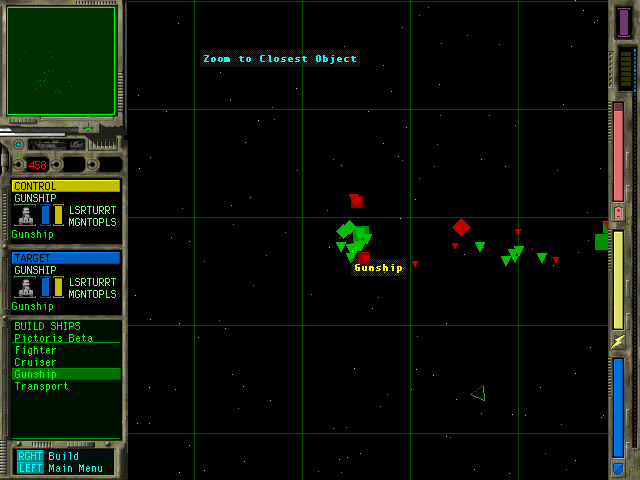 Zoom to Closest Object
458
CONTROL
GUNSHIP
LSRTURRT
MGNTOPLS
Gunship
TARGET
GUNSHIP
LSRTURRT
MGNTOPLS
Gunship
BUILD SHIPS
Pictoris Beta
Fighter
Cruiser
Gunship
Transport
RGHT Build
LEFT Main Menu
Gunship